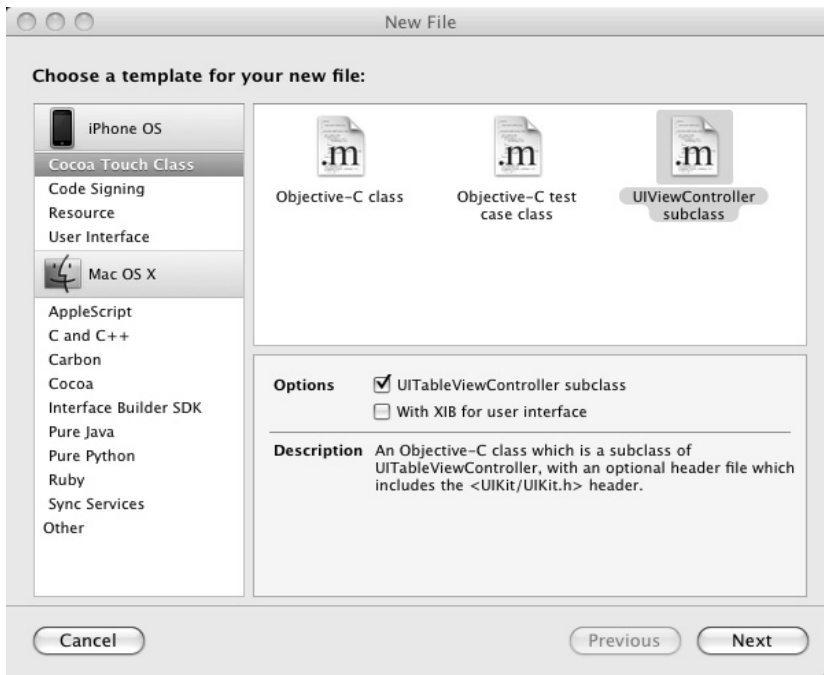 New File
Choose a template for your new file:
iPhone OS
Cocoa Touch Class
Code Signing
Resource
User Interface
Mac OS X
AppleScript
C and C++
Carbon
Cocoa
Interface Builder SDK
Pure Java
Pure Python
Ruby
Sync Services
Other
.m
Objective-C class
.m
Objective-C test
case class
.m
UIViewController
subclass
Options UITableViewController subclass
With XIB for user interface
Description An Objective-C class which is a subclass of
UITableViewController, with an optional header file which
includes the <UIKit/UIKit.h> header.
Cancel
Previous
Next